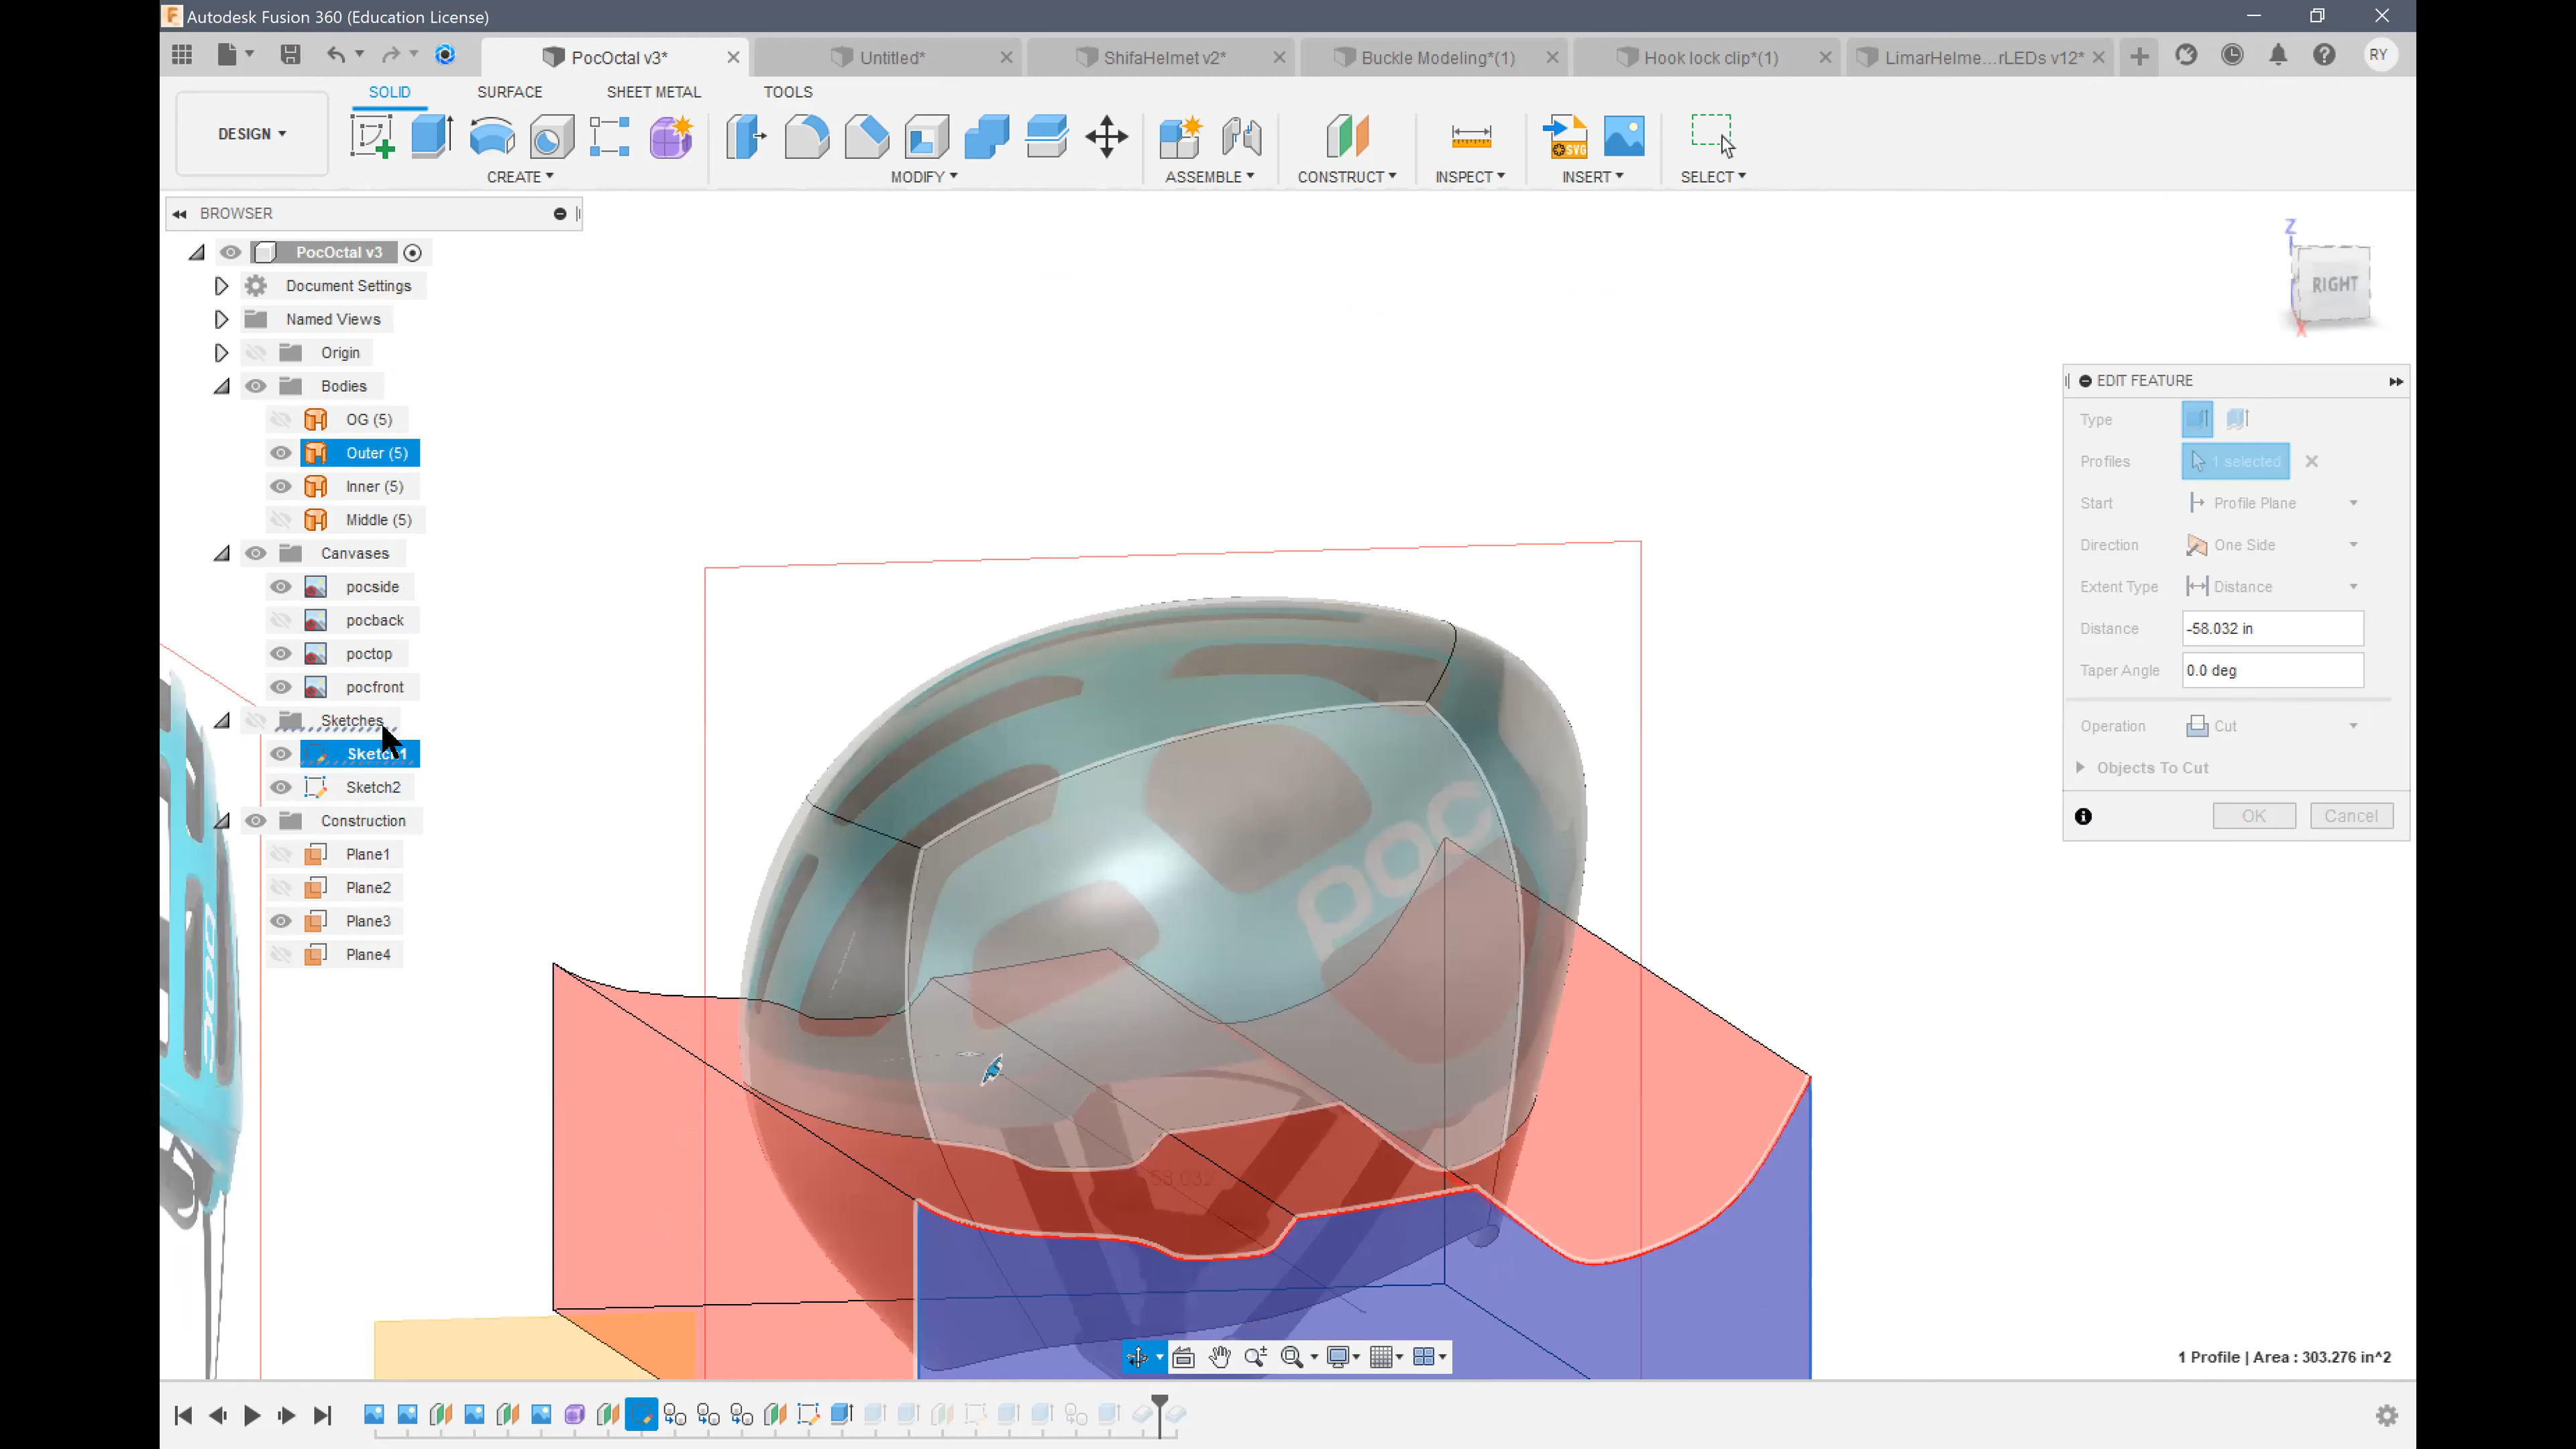 Autodesk Fusion 360 (Education License)
PocOctal v3*
Untitled*
ShifaHelmet v2*
Buckle Modeling*(1)
Hook lock clip*(1)
LimarHelme...rLEDs v12*
RY
SOLID
SURFACE
SHEET METAL
TOOLS
DESIGN
CREATE
MODIFY
ASSEMBLE
CONSTRUCT
INSPECT
SVG
INSERT
SELECT
BROWSER
PocOctal v3
Document Settings
Named Views
Origin
Bodies
OG (5)
Outer (5)
Inner (5)
Middle (5)
Canvases
pocside
pocback
poctop
pocfront
Sketches
Sketch1
Sketch2
Construction
Plane1
Plane2
Plane3
Plane4
Z
RIGHT
X
EDIT FEATURE
Type
Profiles
1 selected
Start
Profile Plane
Direction
One Side
Extent Type
Distance
Distance
-58.032 in
Taper Angle
0.0 deg
Operation
Cut
Objects To Cut
OK
Cancel
poc
58.032
1 Profile | Area : 303.276 in^2